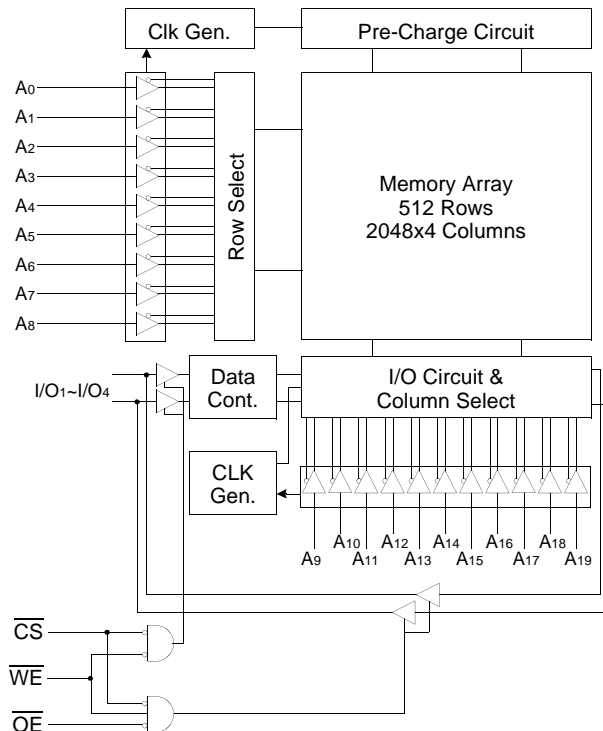 Clk Gen.
Pre-Charge Circuit
A0
A1
A2
A3
A4
A5
A6
A7
A8
Row Select
Memory Array
512 Rows
2048x4 Columns
I/O1~I/O4
Data
Cont.
I/O Circuit &
Column Select
CLK
Gen.
A9
A10
A11
A12
A13
A14
A15
A16
A17
A18
A19
CS
WE
OE